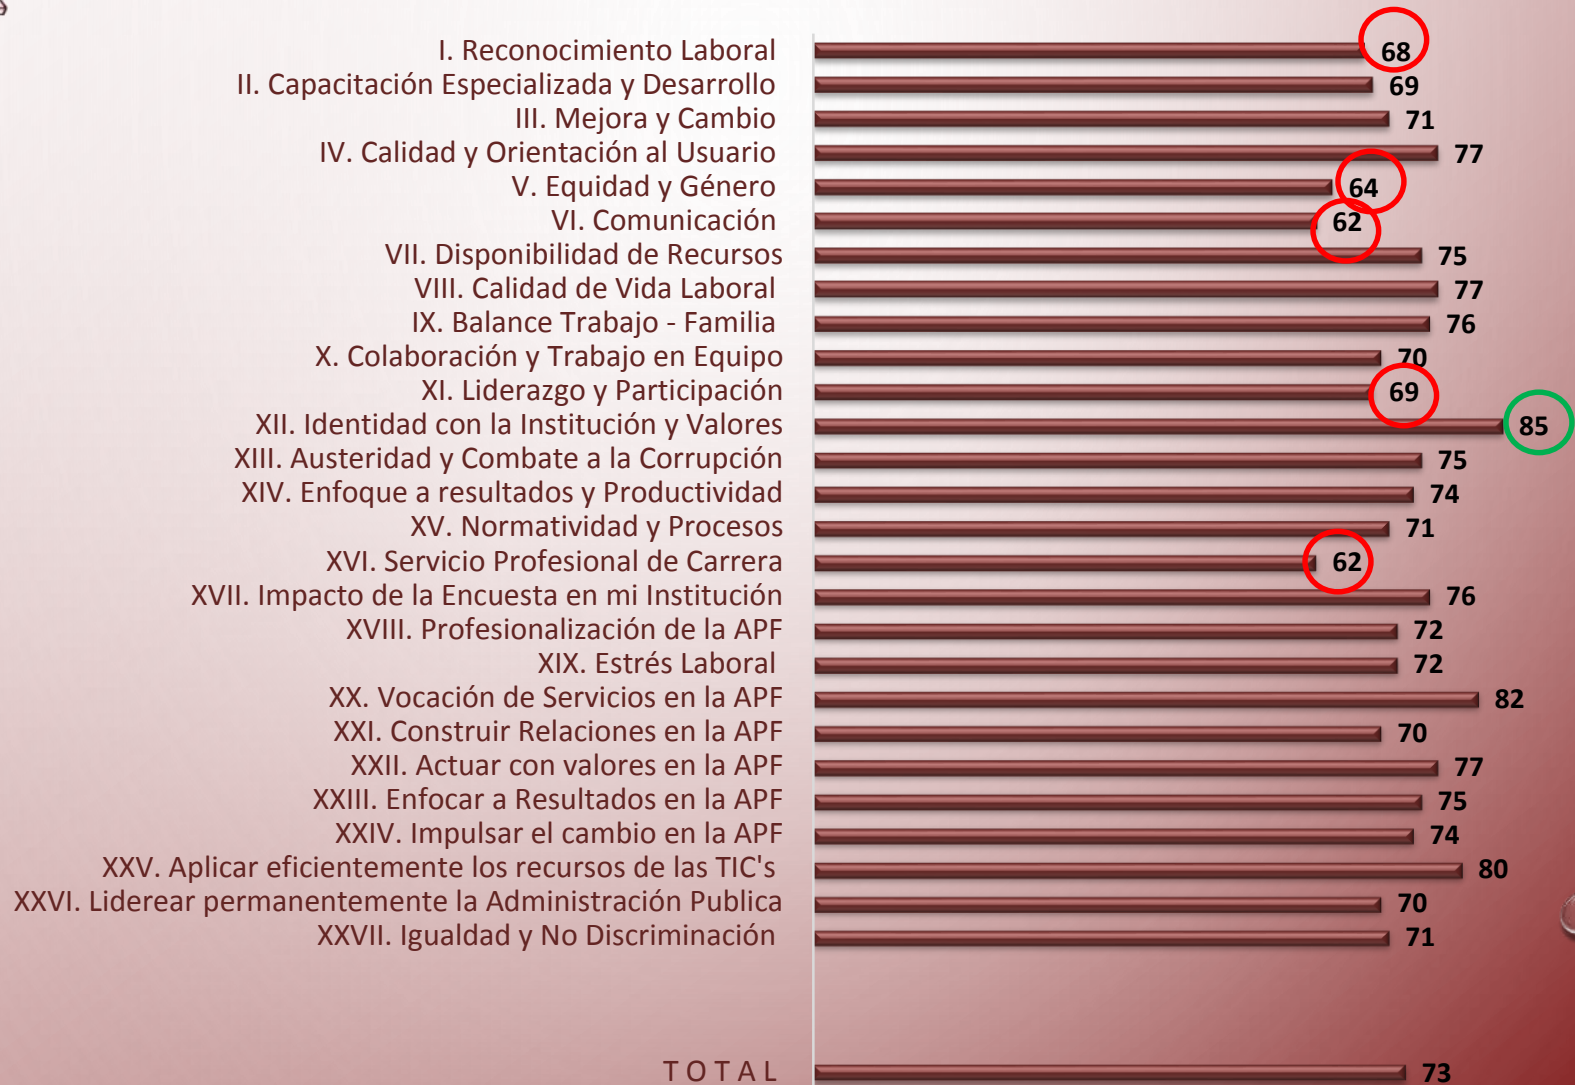 I. Reconocimiento Laboral 68
II. Capacitación Especializada y Desarrollo 69
III. Mejora y Cambio 71
IV. Calidad y Orientación al Usuario 77
V. Equidad y Género 64
VI. Comunicación 62
VII. Disponibilidad de Recursos 75
VIII. Calidad de Vida Laboral 77
IX. Balance Trabajo - Familia 76
X. Colaboración y Trabajo en Equipo 70
XI. Liderazgo y Participación 69
XII. Identidad con la Institución y Valores 85
XIII. Austeridad y Combate a la Corrupción 75
XIV. Enfoque a resultados y Productividad 74
XV. Normatividad y Procesos 71
XVI. Servicio Profesional de Carrera 62
XVII. Impacto de la Encuesta en mi Institución 76
XVIII. Profesionalización de la APF 72
XIX. Estrés Laboral 72
XX. Vocación de Servicios en la APF 82
XXI. Construir Relaciones en la APF 70
XXII. Actuar con valores en la APF 77
XXIII. Enfocar a Resultados en la APF 75
XXIV. Impulsar el cambio en la APF 74
XXV. Aplicar eficientemente los recursos de las TIC's 80
XXVI. Liderear permanentemente la Administración Publica 70
XXVII. Igualdad y No Discriminación 71
T O T A L 73